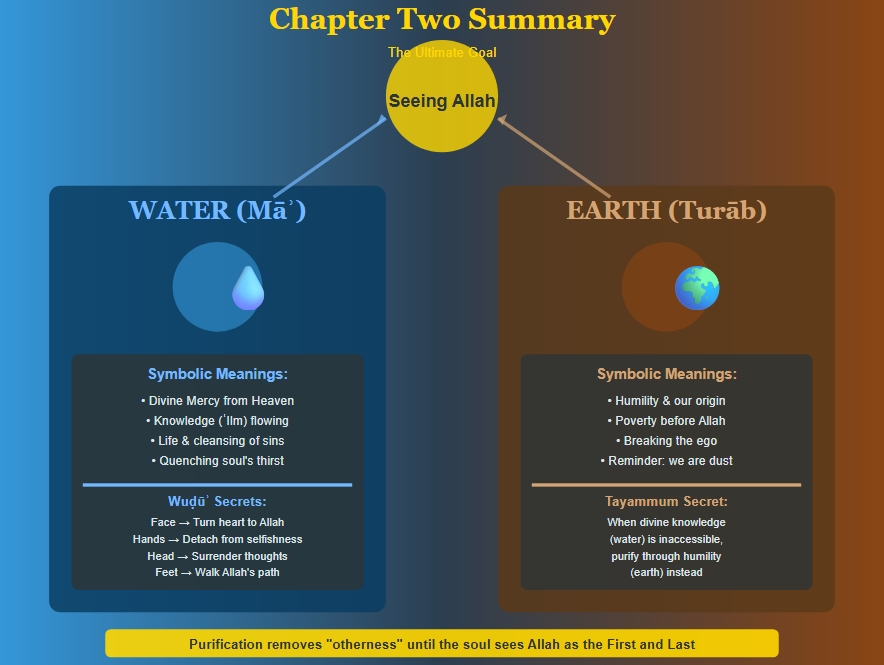 Chapter Two Summary
The Ultimate Goal
Seeing Allah
WATER (Māʾ)
Symbolic Meanings:
• Divine Mercy from Heaven
• Knowledge (ʿIlm) flowing
• Life & cleansing of sins
• Quenching soul's thirst
Wuḍūʾ Secrets:
Face → Turn heart to Allah
Hands → Detach from selfishness
Head → Surrender thoughts
Feet → Walk Allah's path
EARTH (Turāb)
Symbolic Meanings:
• Humility & our origin
• Poverty before Allah
• Breaking the ego
• Reminder: we are dust
Tayammum Secret:
When divine knowledge
(water) is inaccessible,
purify through humility
(earth) instead
Purification removes "otherness" until the soul sees Allah as the First and Last